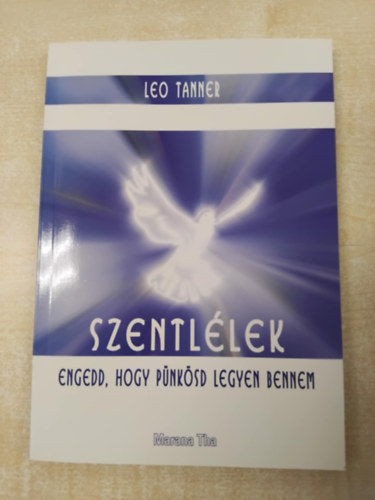 LEO TANNER
SZENTLÉLEK
ENGEDD, HOGY PÜNKÖSD LEGYEN BENNEM
Marana Tha